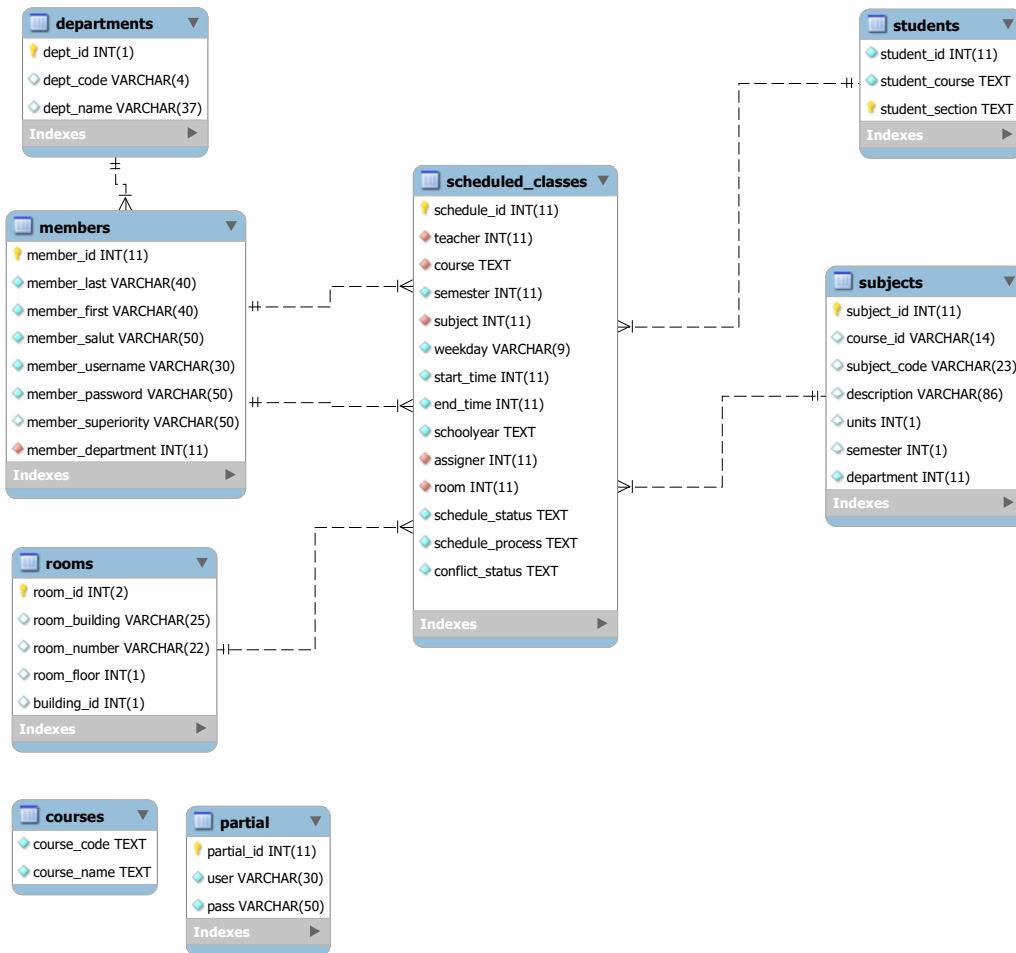 departments
dept_id INT(1)
dept_code VARCHAR(4)
dept_name VARCHAR(37)
Indexes
members
member_id INT(11)
member_last VARCHAR(40)
member_first VARCHAR(40)
member_salut VARCHAR(50)
member_username VARCHAR(30)
member_password VARCHAR(50)
member_superiority VARCHAR(50)
member_department INT(11)
Indexes
rooms
room_id INT(2)
room_building VARCHAR(25)
room_number VARCHAR(22)
room_floor INT(1)
building_id INT(1)
Indexes
courses
course_code TEXT
course_name TEXT
partial
partial_id INT(11)
user VARCHAR(30)
pass VARCHAR(50)
Indexes
scheduled_classes
schedule_id INT(11)
teacher INT(11)
course TEXT
semester INT(11)
subject INT(11)
weekday VARCHAR(9)
start_time INT(11)
end_time INT(11)
schoolyear TEXT
assigner INT(11)
room INT(11)
schedule_status TEXT
schedule_process TEXT
conflict_status TEXT
Indexes
students
student_id INT(11)
student_course TEXT
student_section TEXT
Indexes
subjects
subject_id INT(11)
course_id VARCHAR(14)
subject_code VARCHAR(23)
description VARCHAR(86)
units INT(1)
semester INT(1)
department INT(11)
Indexes